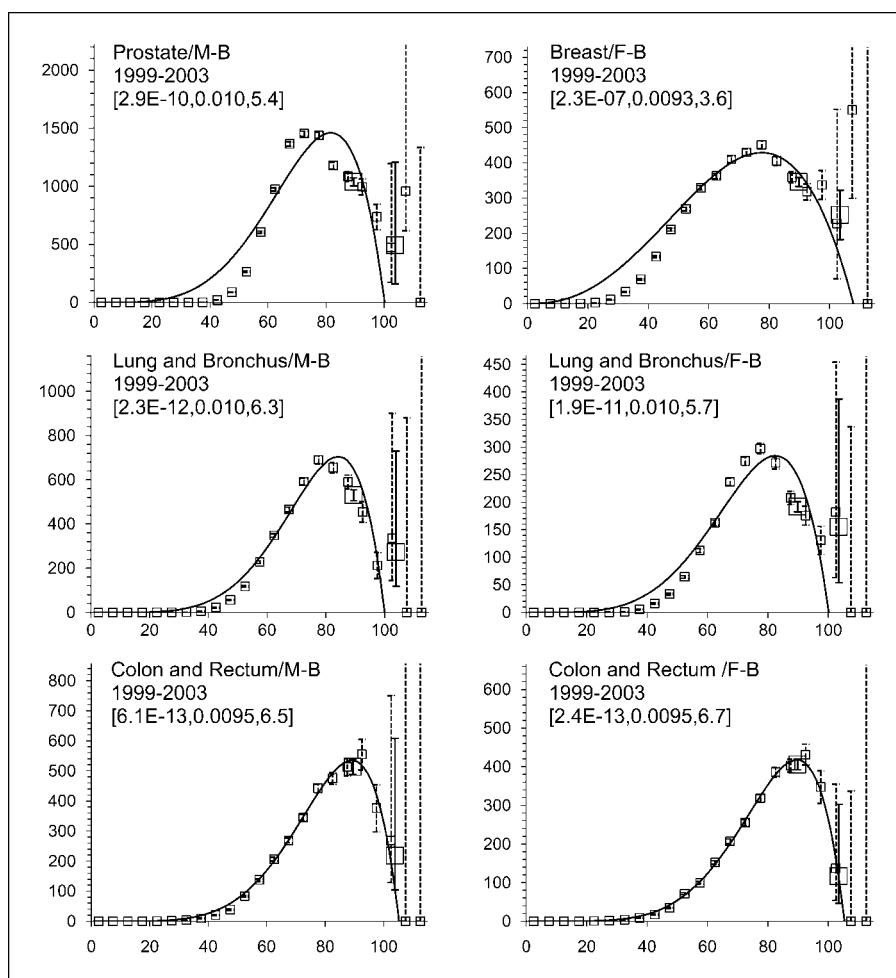 Prostate/M-B
1999-2003
[2.9E-10,0.010,5.4]
2000
1500
1000
500
0
0 20 40 60 80 100
Breast/F-B
1999-2003
[2.3E-07,0.0093,3.6]
700
600
500
400
300
200
100
0
0 20 40 60 80 100
Lung and Bronchus/M-B
1999-2003
[2.3E-12,0.010,6.3]
1000
800
600
400
200
0
0 20 40 60 80 100
Lung and Bronchus/F-B
1999-2003
[1.9E-11,0.010,5.7]
450
400
350
300
250
200
150
100
50
0
0 20 40 60 80 100
Colon and Rectum/M-B
1999-2003
[6.1E-13,0.0095,6.5]
800
700
600
500
400
300
200
100
0
0 20 40 60 80 100
Colon and Rectum /F-B
1999-2003
[2.4E-13,0.0095,6.7]
600
500
400
300
200
100
0
0 20 40 60 80 100